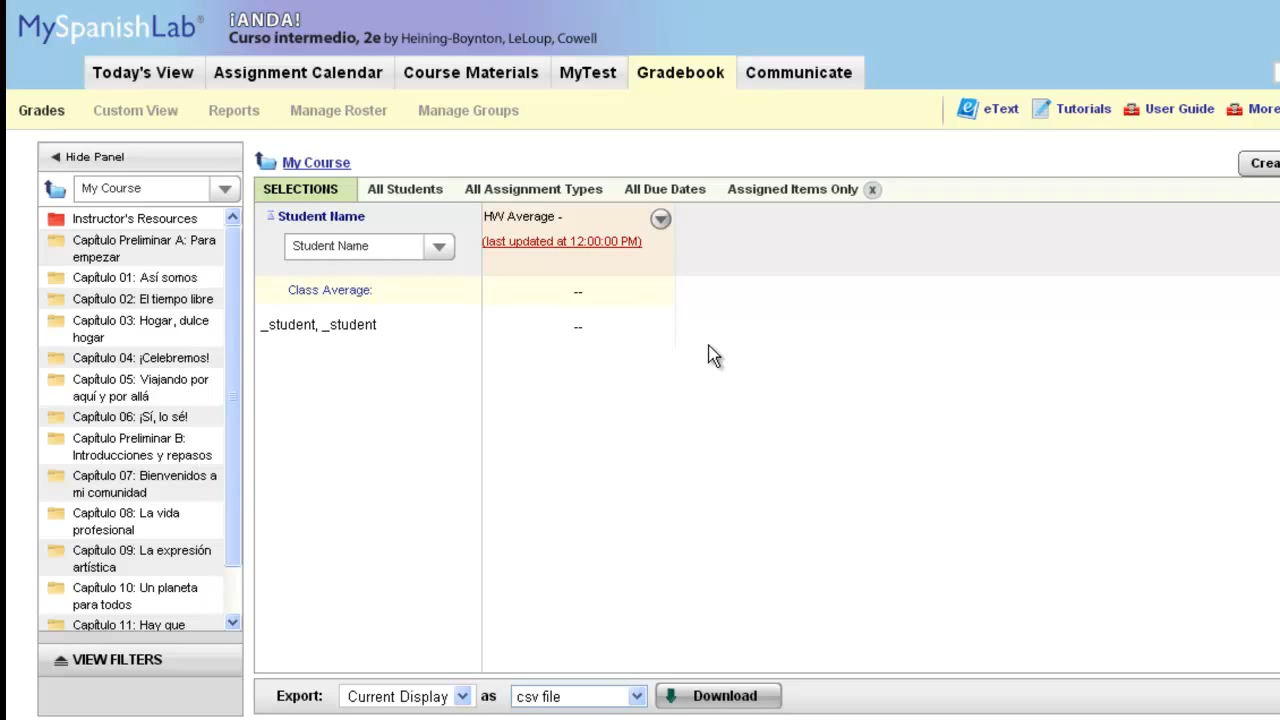 MySpanishLab®
¡ANDA!
Curso intermedio, 2e by Heining-Boynton, LeLoup, Cowell
Today's View Assignment Calendar Course Materials MyTest Gradebook Communicate
Grades Custom View Reports Manage Roster Manage Groups eText Tutorials User Guide More
Hide Panel
My Course
Instructor's Resources
Capítulo Preliminar A: Para
empezar
Capítulo 01: Así somos
Capítulo 02: El tiempo libre
Capítulo 03: Hogar, dulce
hogar
Capítulo 04: ¡Celebremos!
Capítulo 05: Viajando por
aquí y por allá
Capítulo 06: ¡Sí, lo sé!
Capítulo Preliminar B:
Introducciones y repasos
Capítulo 07: Bienvenidos a
mi comunidad
Capítulo 08: La vida
profesional
Capítulo 09: La expresión
artística
Capítulo 10: Un planeta
para todos
Capítulo 11: Hay que
VIEW FILTERS
My Course
Crea
SELECTIONS All Students All Assignment Types All Due Dates Assigned Items Only x
Student Name HW Average -
Student Name (last updated at 12:00:00 PM)
Class Average: --
_student, _student --
Export: Current Display as csv file Download